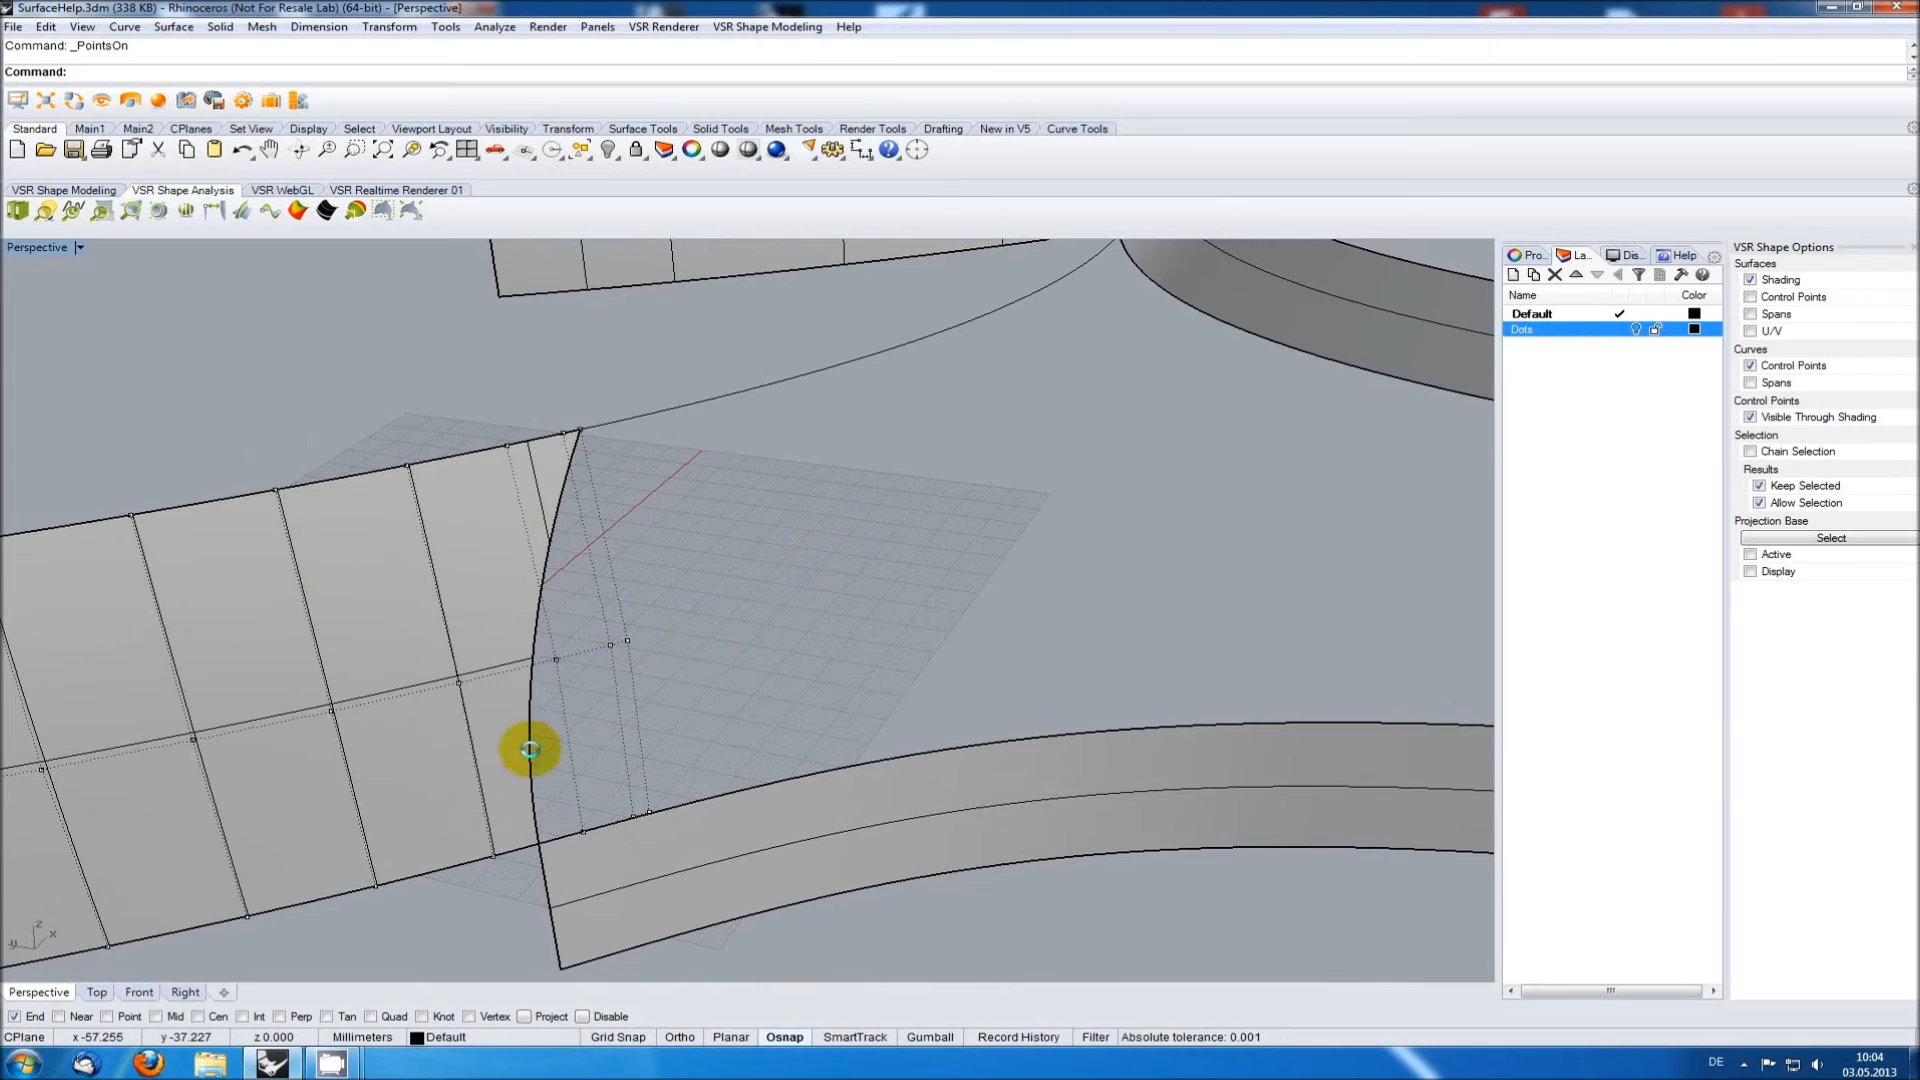 SurfaceHelp.3dm (338 KB) - Rhinoceros (Not For Resale Lab) (64-bit) - [Perspective]
File Edit View Curve Surface Solid Mesh Dimension Transform Tools Analyze Render Panels VSR Renderer VSR Shape Modeling Help
Command: _PointsOn
Command:
Standard Main1 Main2 CPlanes Set View Display Select Viewport Layout Visibility Transform Surface Tools Solid Tools Mesh Tools Render Tools Drafting New in V5 Curve Tools
VSR Shape Modeling VSR Shape Analysis VSR WebGL VSR Realtime Renderer 01
Perspective
Pro... La... Dis... Help
Name Color
Default
Dots
VSR Shape Options
Surfaces
Shading
Control Points
Spans
U/V
Curves
Control Points
Spans
Control Points
Visible Through Shading
Selection
Chain Selection
Results
Keep Selected
Allow Selection
Projection Base
Select
Active
Display
z
y x
Perspective Top Front Right
End Near Point Mid Cen Int Perp Tan Quad Knot Vertex Project Disable
CPlane x -57.255 y -37.227 z 0.000 Millimeters Default Grid Snap Ortho Planar Osnap SmartTrack Gumball Record History Filter Absolute tolerance: 0.001
DE 10:04
03.05.2013